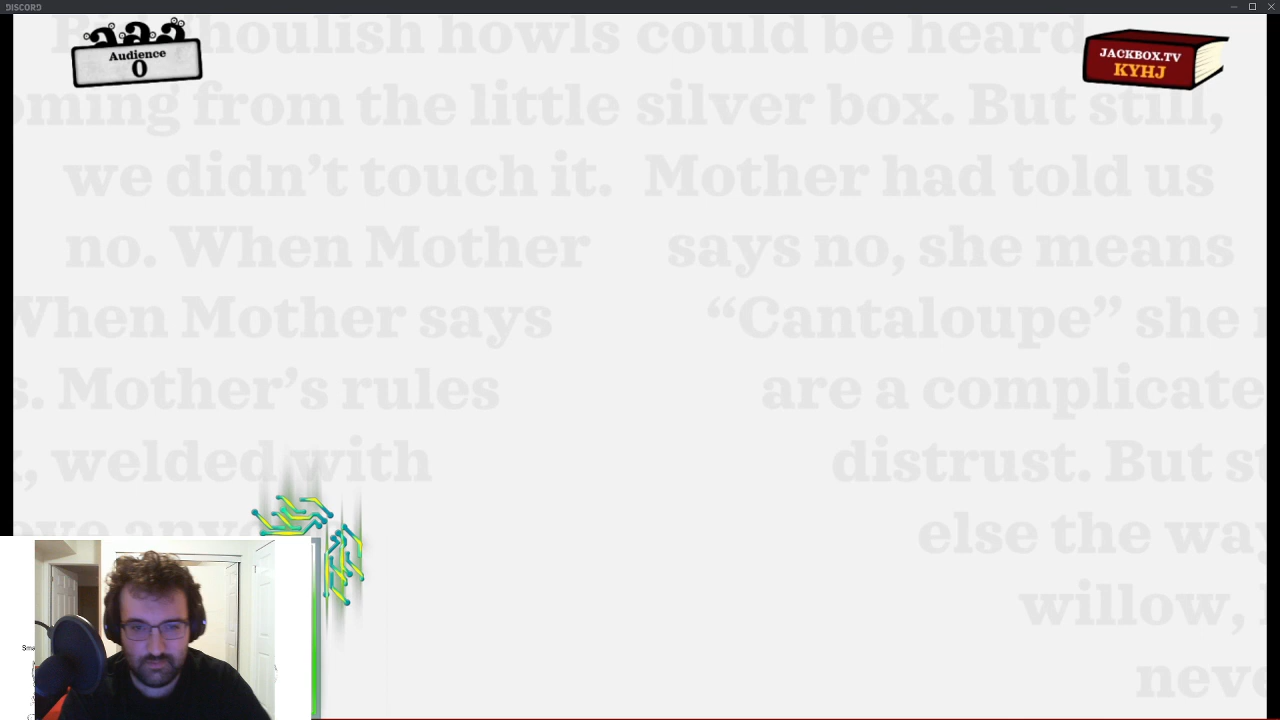 DISCORD
Audience
0
JACKBOX.TV
KYHJ
houlish howls could be heard
oming from the little silver box. But still,
we didn’t touch it. Mother had told us
no. When Mother says no, she means
When Mother says “Cantaloupe” she
s. Mother’s rules are a complicate
, welded with distrust. But st
else the way
willow,
neve
Sma